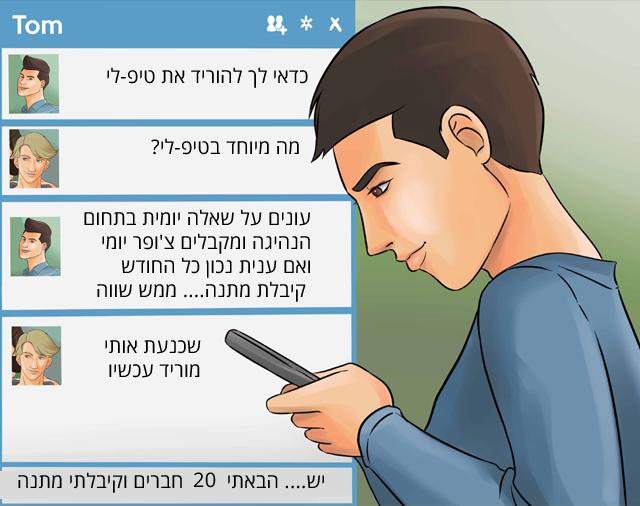 Tom
כדאי לך להוריד את טיפ-לי
מה מיוחד בטיפ-לי?
עונים על שאלה יומית בתחום
הנהיגה ומקבלים צ'ופר יומי
ואם ענית נכון כל החודש
קיבלת מתנה.... ממש שווה
שכנעת אותי
מוריד עכשיו
יש.... הבאתי 20 חברים וקיבלתי מתנה